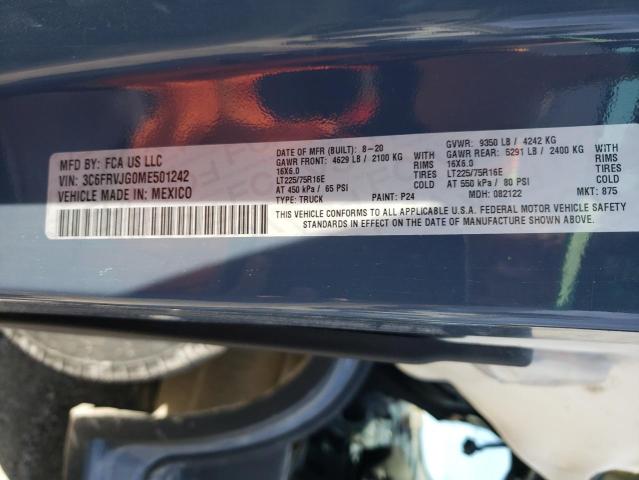 MFD BY: FCA US LLC
VIN: 3C6FRVJG0ME501242
VEHICLE MADE IN: MEXICO
DATE OF MFR (BUILT): 8-20 GVWR: 9350 LB / 4242 KG
GAWR FRONT: 4629 LB / 2100 KG WITH GAWR REAR: 5291 LB / 2400 KG WITH
16X6.0 RIMS 16X6.0 RIMS
LT225/75R16E TIRES LT225/75R16E TIRES
AT 450 kPa / 65 PSI COLD AT 550 kPa / 80 PSI COLD
TYPE: TRUCK PAINT: P24 MDH: 082122 MKT: 875
THIS VEHICLE CONFORMS TO ALL APPLICABLE U.S.A. FEDERAL MOTOR VEHICLE SAFETY
STANDARDS IN EFFECT ON THE DATE OF MANUFACTURE SHOWN ABOVE.